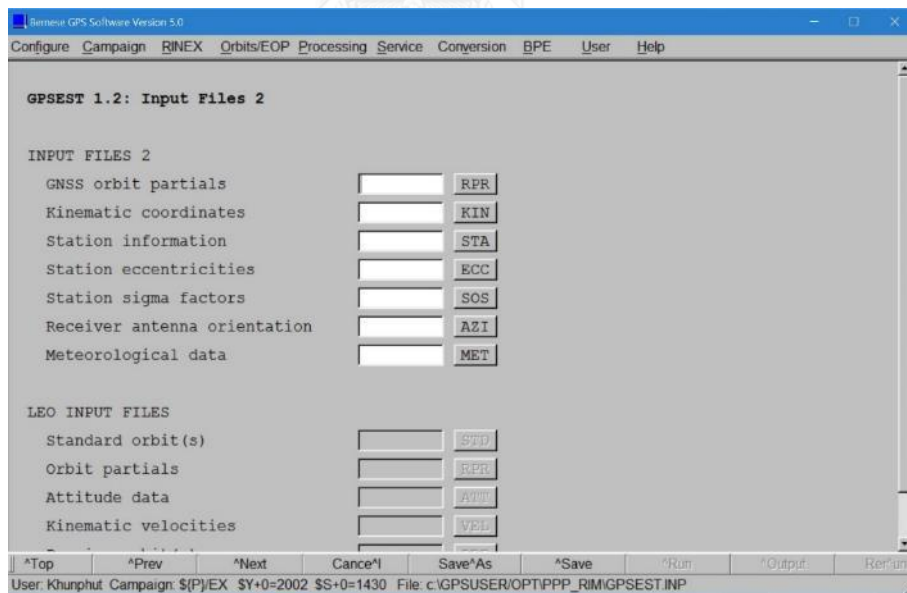 Bernese GPS Software Version 5.0
Configure Campaign RINEX Orbits/EOP Processing Service Conversion BPE User Help
GPSEST 1.2: Input Files 2
INPUT FILES 2
GNSS orbit partials RPR
Kinematic coordinates KIN
Station information STA
Station eccentricities ECC
Station sigma factors SOS
Receiver antenna orientation AZI
Meteorological data MET
LEO INPUT FILES
Standard orbit(s) STD
Orbit partials RPR
Attitude data ATT
Kinematic velocities VEL
^Top ^Prev ^Next Cance^l Save^As ^Save ^Run ^Output Rer^un
User: Khunphut Campaign: ${P}/EX $Y+0=2002 $S+0=1430 File: c:\GPSUSER/OPT\PPP_RIM\GPSEST.INP